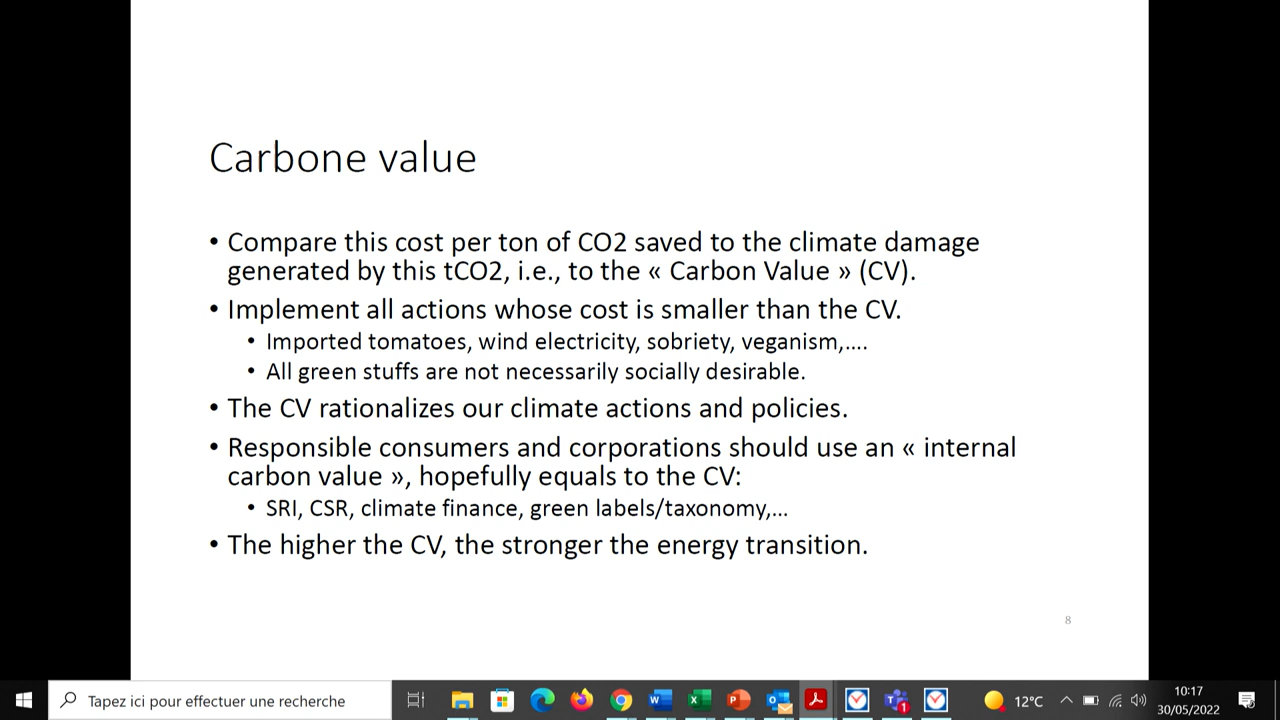 Carbone value
• Compare this cost per ton of CO2 saved to the climate damage
generated by this tCO2, i.e., to the « Carbon Value » (CV).
• Implement all actions whose cost is smaller than the CV.
• Imported tomatoes, wind electricity, sobriety, veganism,….
• All green stuffs are not necessarily socially desirable.
• The CV rationalizes our climate actions and policies.
• Responsible consumers and corporations should use an « internal
carbon value », hopefully equals to the CV:
• SRI, CSR, climate finance, green labels/taxonomy,…
• The higher the CV, the stronger the energy transition.
8
Tapez ici pour effectuer une recherche
12°C
10:17
30/05/2022